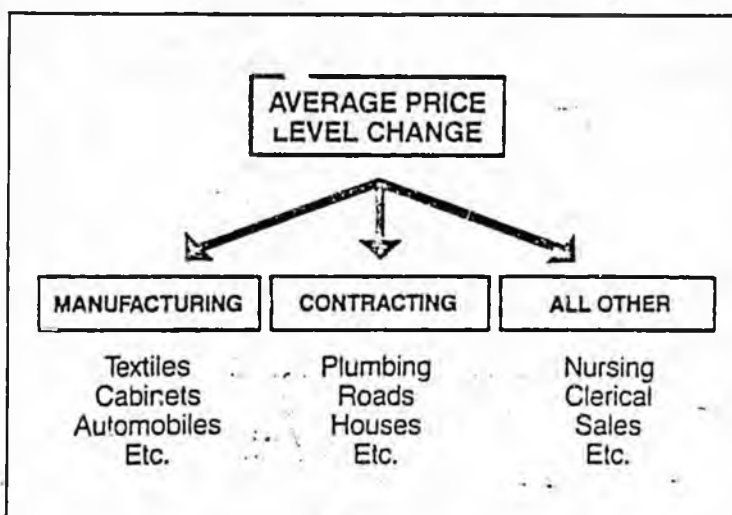 AVERAGE PRICE
LEVEL CHANGE
MANUFACTURING
CONTRACTING
ALL OTHER
Textiles
Cabinets
Automobiles
Etc.
Plumbing
Roads
Houses
Etc.
Nursing
Clerical
Sales
Etc.